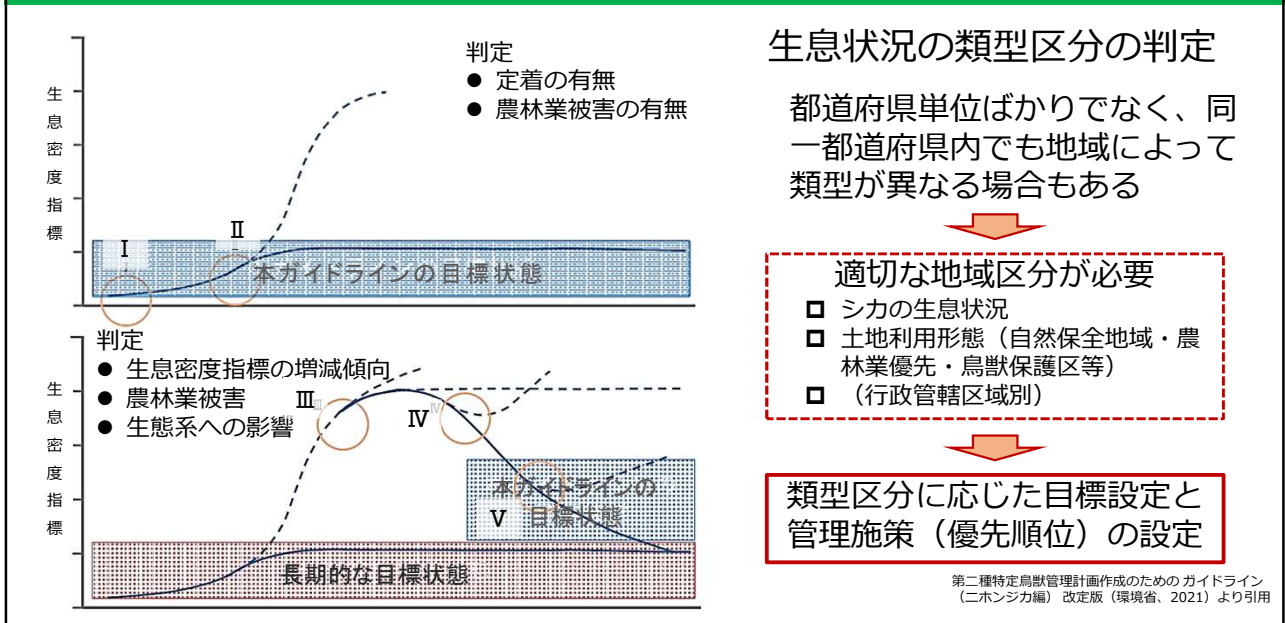 判定
● 定着の有無
● 農林業被害の有無
生息密度指標
Ⅰ
Ⅱ
本ガイドラインの目標状態
判定
● 生息密度指標の増減傾向
● 農林業被害
● 生態系への影響
生息密度指標
Ⅲ
Ⅲ
Ⅳ
Ⅳ
本ガイドラインの
目標状態
Ⅴ
長期的な目標状態
生息状況の類型区分の判定
都道府県単位ばかりでなく、同
一都道府県内でも地域によって
類型が異なる場合もある
適切な地域区分が必要
シカの生息状況
土地利用形態（自然保全地域・農
林業優先・鳥獣保護区等）
（行政管轄区域別）
類型区分に応じた目標設定と
管理施策（優先順位）の設定
第二種特定鳥獣管理計画作成のための ガイドライン
（ニホンジカ編） 改定版（環境省、2021）より引用